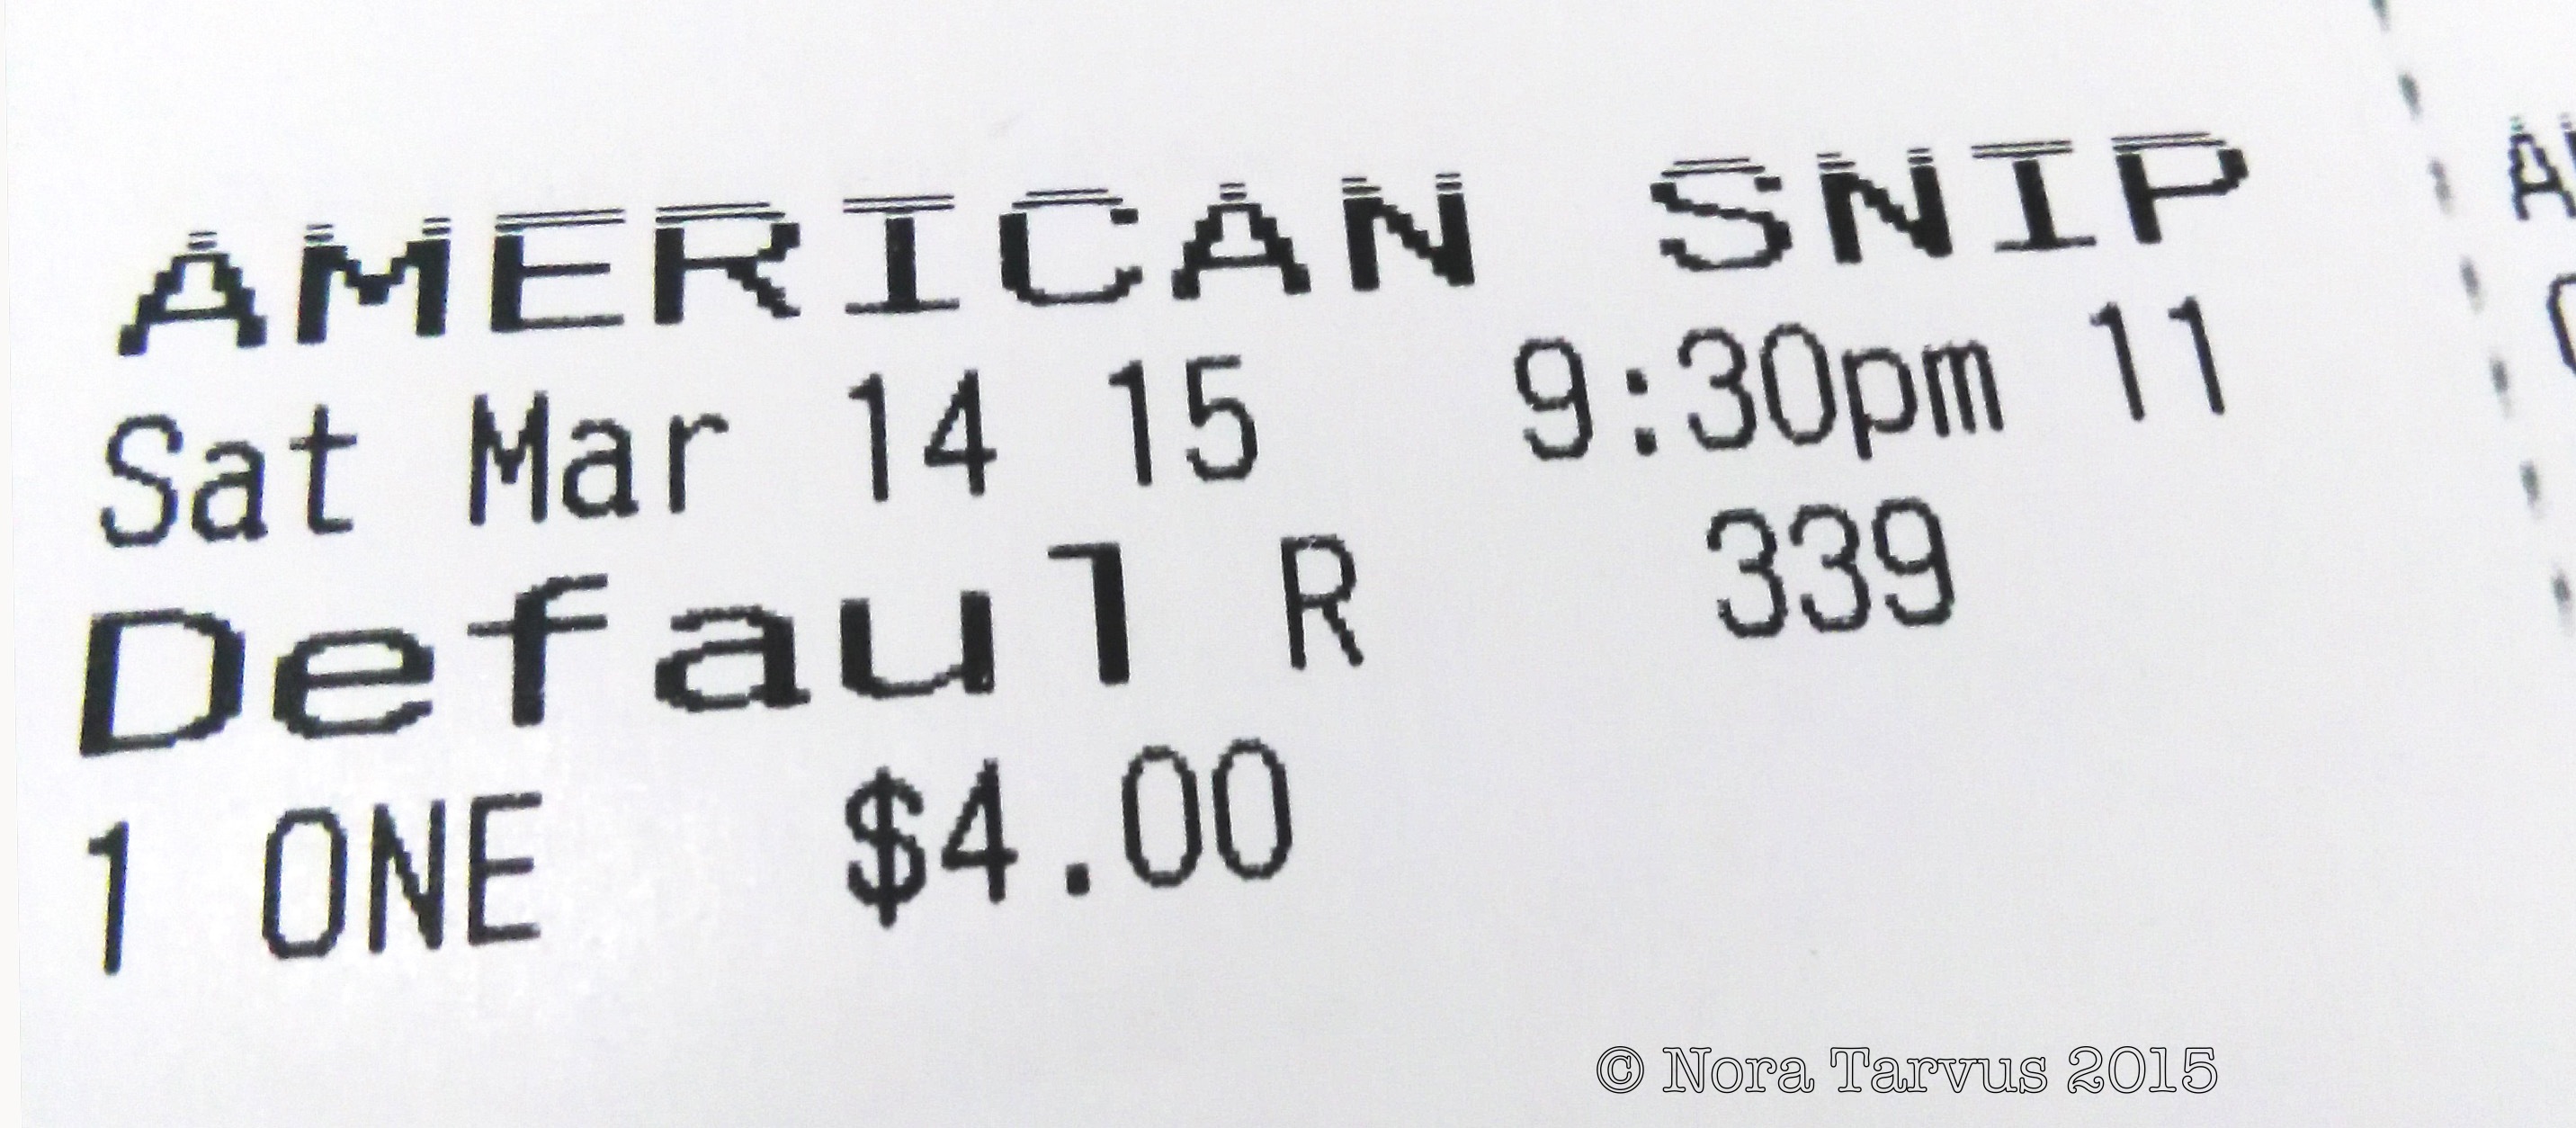 AMERICAN SNIP
Sat Mar 14 15 9:30pm 11
Defaul R 339
1 ONE $4.00
© Nora Tarvus 2015